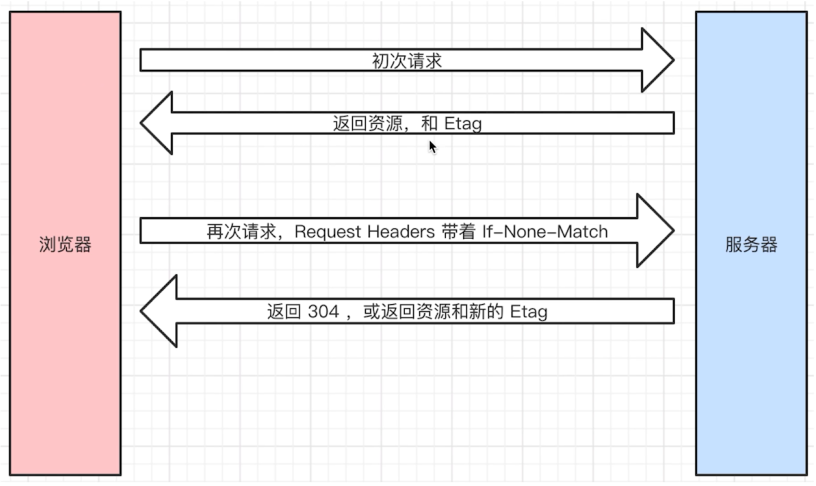 初次请求
返回资源，和 Etag
再次请求，Request Headers 带着 If-None-Match
浏览器
服务器
返回 304 ，或返回资源和新的 Etag